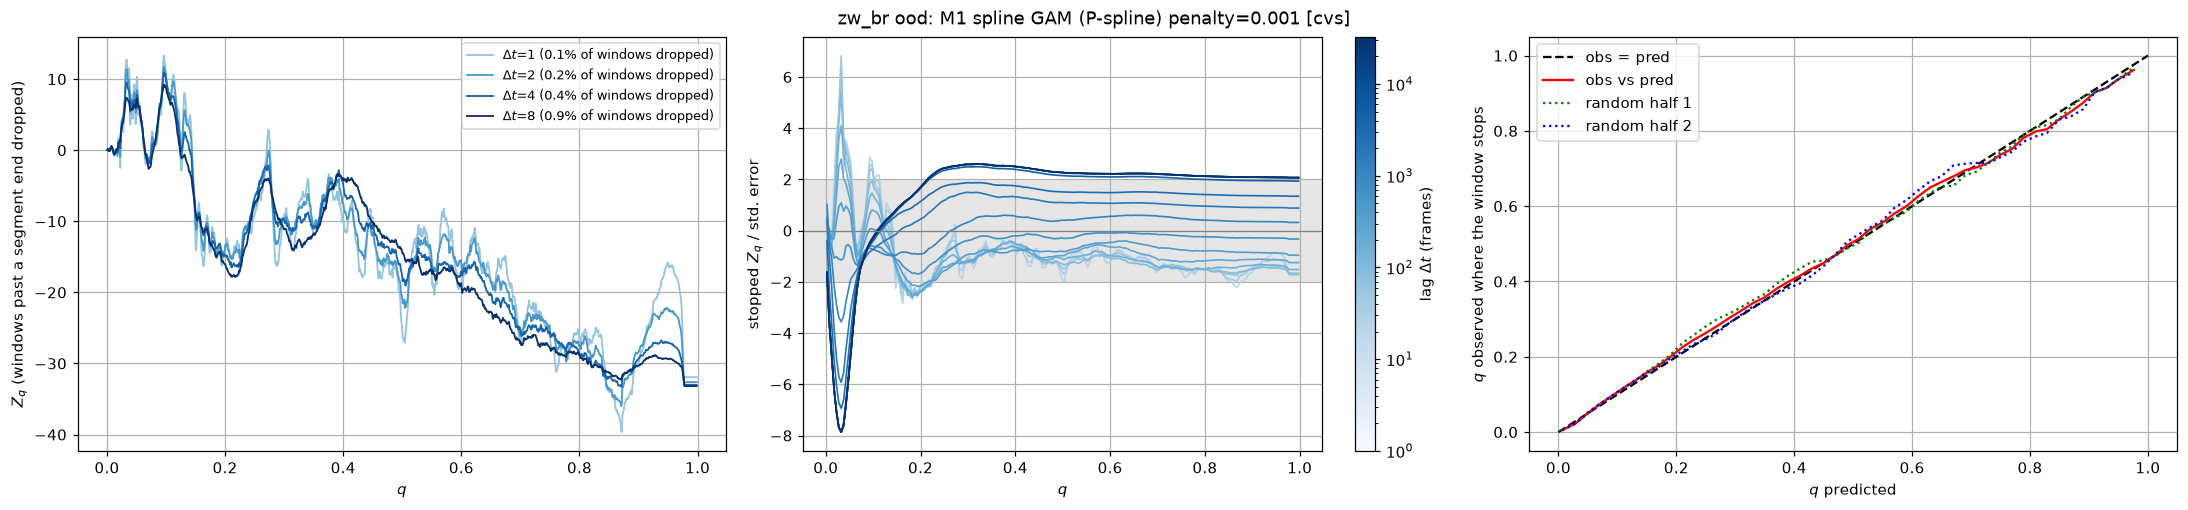 zw_br ood: M1 spline GAM (P-spline) penalty=0.001 [cvs]
Z_q (windows past a segment end dropped)
10
0
−10
−20
−30
−40
0.0 0.2 0.4 0.6 0.8 1.0
q
Δt=1 (0.1% of windows dropped)
Δt=2 (0.2% of windows dropped)
Δt=4 (0.4% of windows dropped)
Δt=8 (0.9% of windows dropped)
stopped Z_q / std. error
6
4
2
0
−2
−4
−6
−8
0.0 0.2 0.4 0.6 0.8 1.0
q
10^4
10^3
10^2
10^1
10^0
lag Δt (frames)
q observed where the window stops
1.0
0.8
0.6
0.4
0.2
0.0
0.0 0.2 0.4 0.6 0.8 1.0
q predicted
obs = pred
obs vs pred
random half 1
random half 2